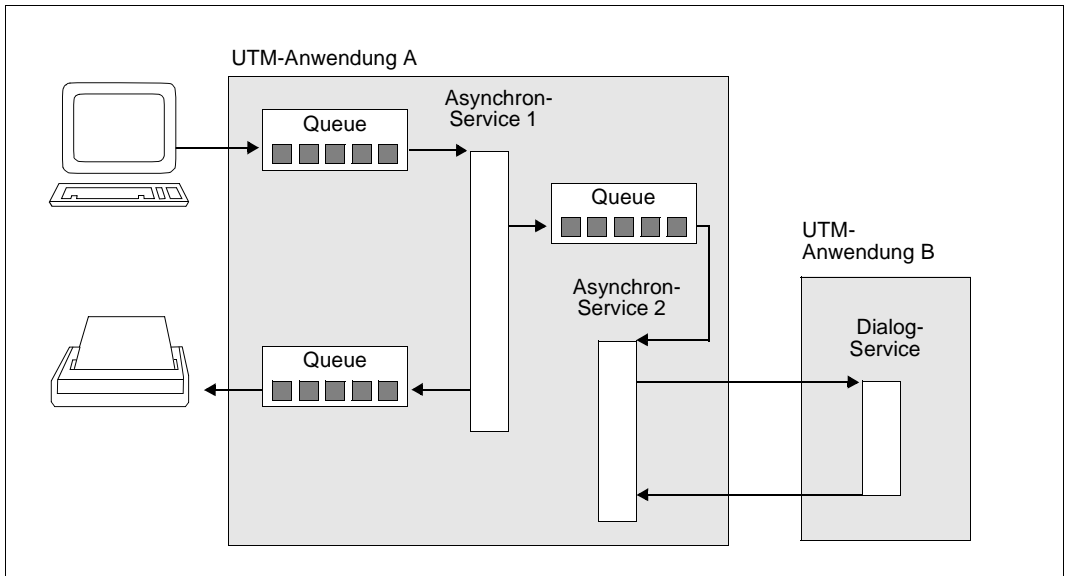 UTM-Anwendung A
Asynchron-
Service 1
Queue
Queue
UTM-
Anwendung B
Asynchron-
Service 2
Dialog-
Service
Queue